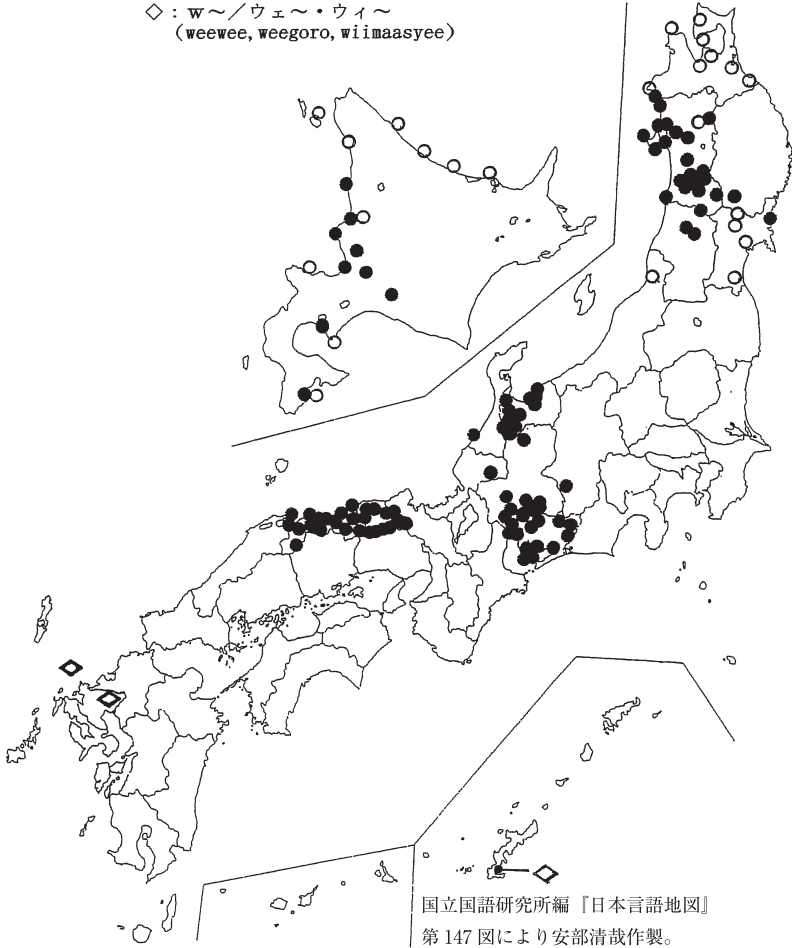 ◇：w～／ウェ～・ウィ～
(weewee, weegoro, wiimaasyee)
国立国語研究所編『日本言語地図』
第147図により安部清哉作製。